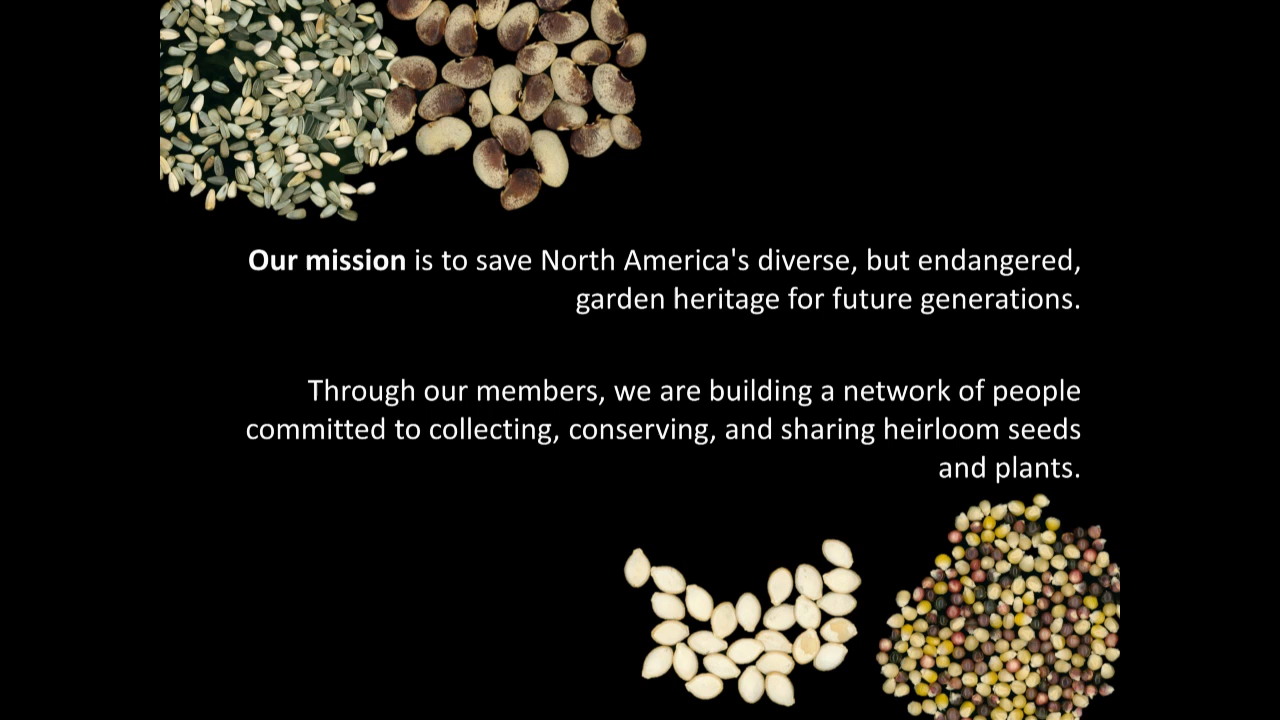 Our mission is to save North America's diverse, but endangered,
garden heritage for future generations.
Through our members, we are building a network of people
committed to collecting, conserving, and sharing heirloom seeds
and plants.